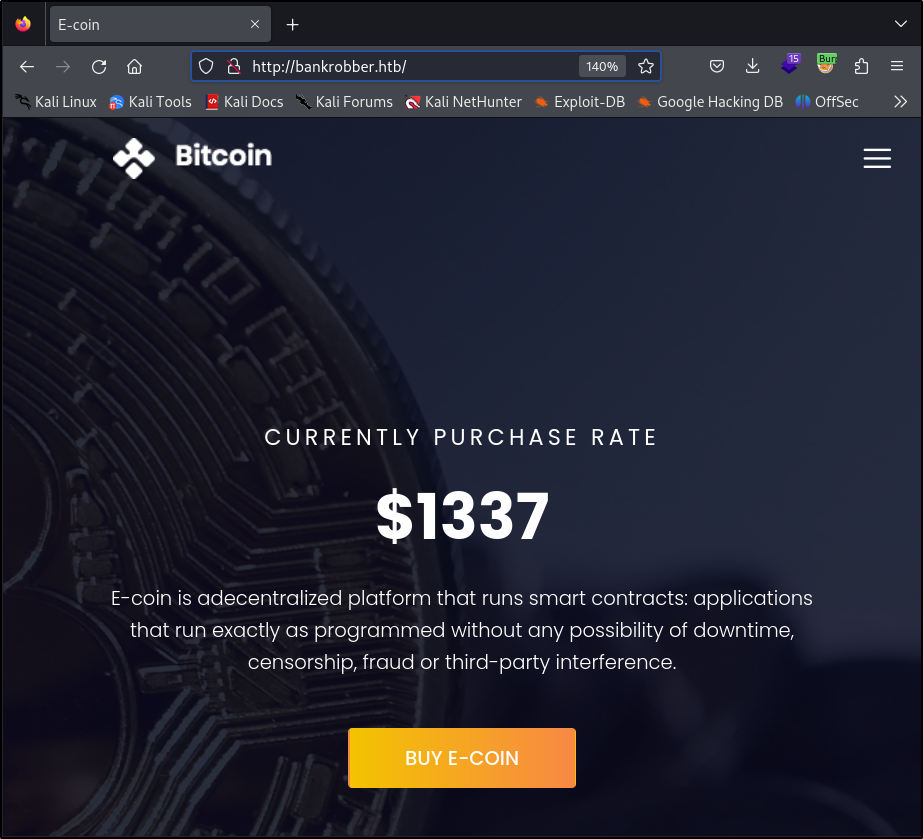 E-coin
http://bankrobber.htb/
140%
15
Bur
Kali Linux Kali Tools Kali Docs Kali Forums Kali NetHunter Exploit-DB Google Hacking DB OffSec
Bitcoin
CURRENTLY PURCHASE RATE
$1337
E-coin is adecentralized platform that runs smart contracts: applications
that run exactly as programmed without any possibility of downtime,
censorship, fraud or third-party interference.
BUY E-COIN